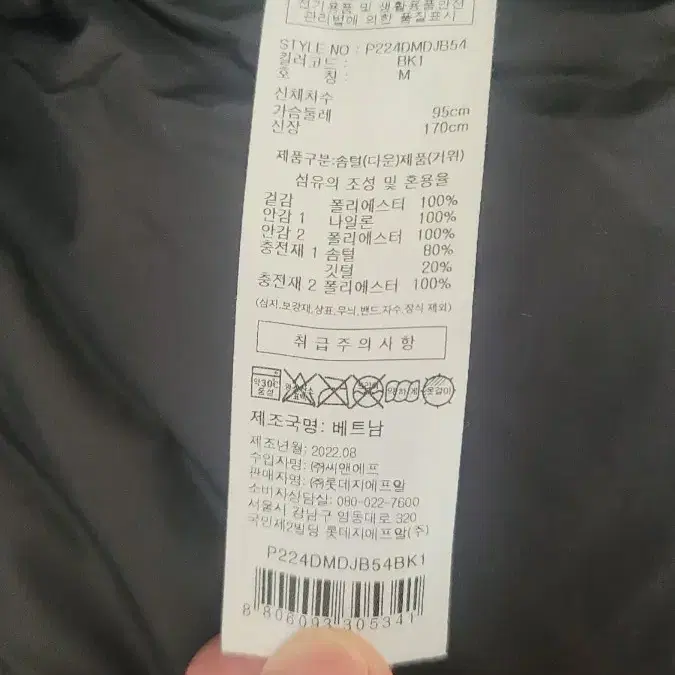 전기용품 및 생활용품안전
관리법에 의한 품질표시
STYLE NO : P224DMDJB54
컬러코드 : BK1
호 칭 : M
신체치수
가슴둘레 95cm
신장 170cm
제품구분:솜털(다운)제품(거위)
섬유의 조성 및 혼용율
겉감 폴리에스터 100%
안감 1 나일론 100%
안감 2 폴리에스터 100%
충전재 1 솜털 80%
깃털 20%
충전재 2 폴리에스터 100%
(심지,보강재,상표,무늬,밴드자수,장식 제외)
취급주의사항
약30℃
중성
제조국명: 베트남
제조년월: 2022.08
수입자명: ㈜씨앤에프
판매자명: ㈜롯데지에프알
소비자상담실: 080-022-7600
서울시 강남구 영동대로 320
국민제2빌딩 롯데지에프알(주)
P224DMDJB54BK1
8 806093 305341